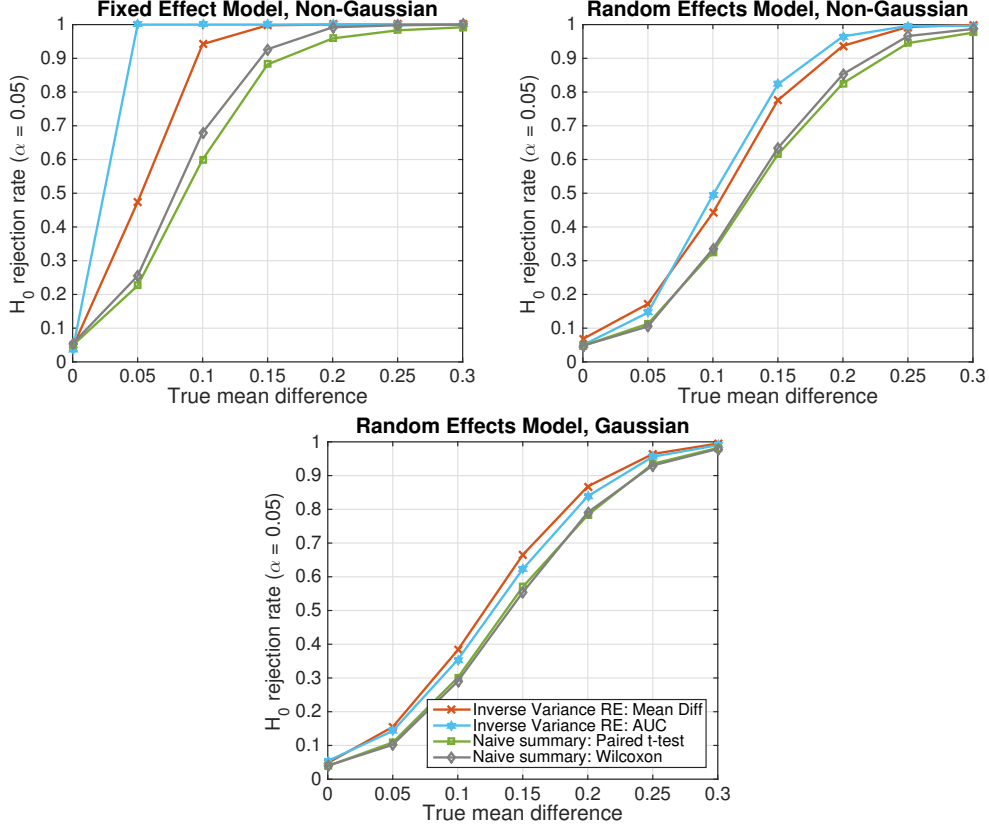 Fixed Effect Model, Non-Gaussian
H0 rejection rate (α = 0.05)
1
0.9
0.8
0.7
0.6
0.5
0.4
0.3
0.2
0.1
0
0 0.05 0.1 0.15 0.2 0.25 0.3
True mean difference
Random Effects Model, Non-Gaussian
H0 rejection rate (α = 0.05)
1
0.9
0.8
0.7
0.6
0.5
0.4
0.3
0.2
0.1
0
0 0.05 0.1 0.15 0.2 0.25 0.3
True mean difference
Random Effects Model, Gaussian
H0 rejection rate (α = 0.05)
1
0.9
0.8
0.7
0.6
0.5
0.4
0.3
0.2
0.1
0
Inverse Variance RE: Mean Diff
Inverse Variance RE: AUC
Naive summary: Paired t-test
Naive summary: Wilcoxon
0 0.05 0.1 0.15 0.2 0.25 0.3
True mean difference